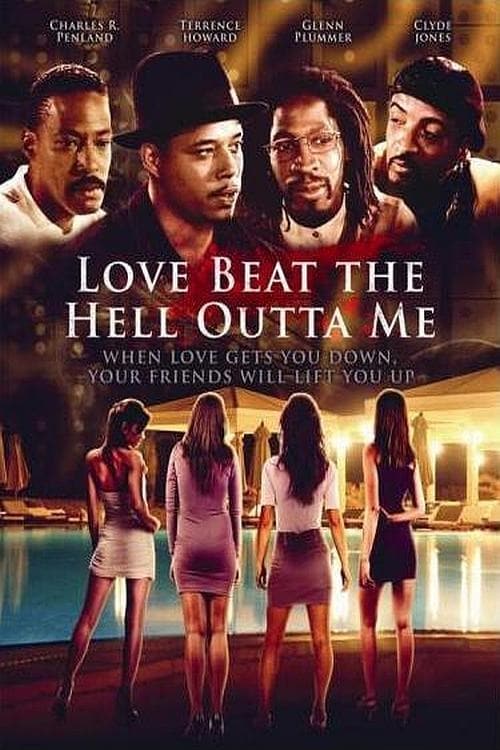 CHARLES R. PENLAND
TERRENCE HOWARD
GLENN PLUMMER
CLYDE JONES
LOVE BEAT THE
HELL OUTTA ME
WHEN LOVE GETS YOU DOWN,
YOUR FRIENDS WILL LIFT YOU UP